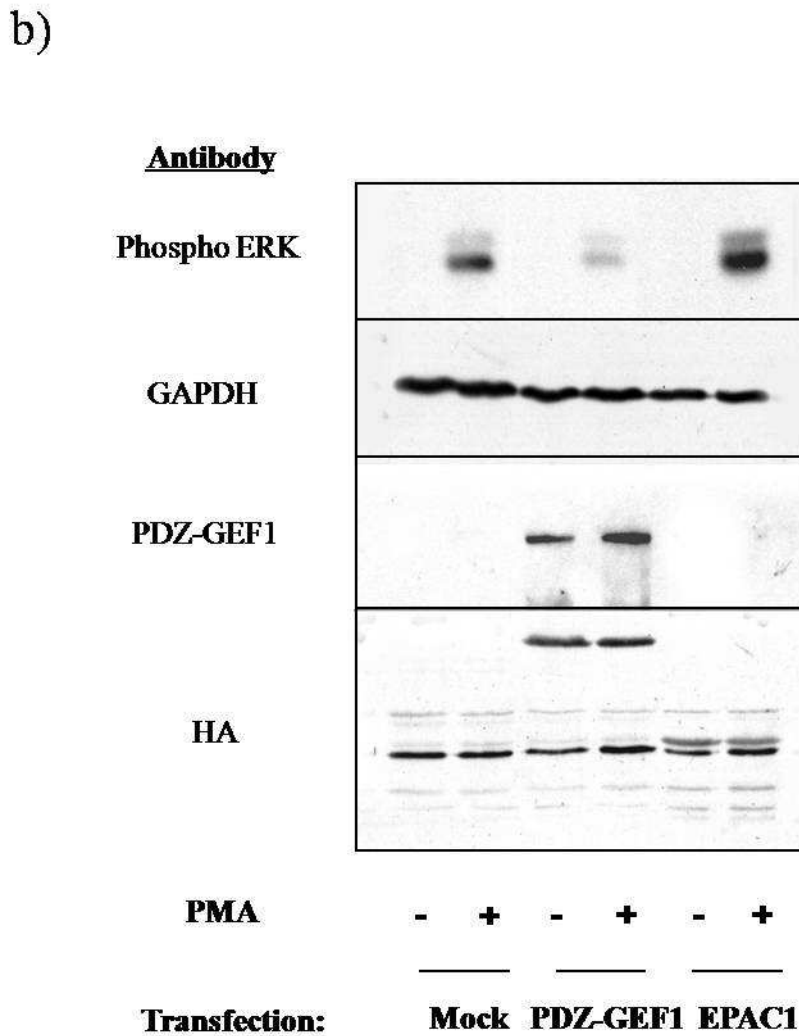 b)
Antibody
Phospho ERK
GAPDH
PDZ-GEF1
HA
PMA - + - + - +
Transfection: Mock PDZ-GEF1 EPAC1